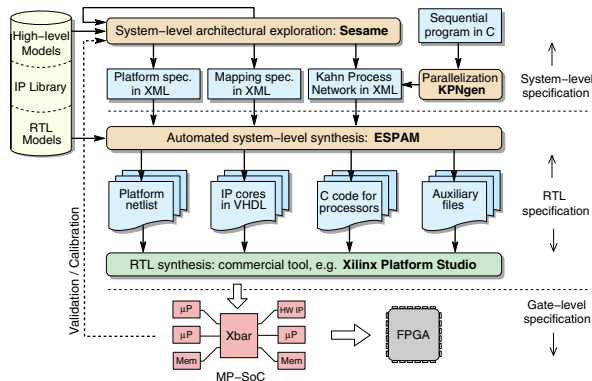 High-level
Models
IP Library
RTL
Models
System-level architectural exploration: Sesame
Sequential
program in C
Platform spec.
in XML
Mapping spec.
in XML
Kahn Process
Network in XML
Parallelization
KPNgen
System-level
specification
Automated system-level synthesis: ESPAM
Platform
netlist
IP cores
in VHDL
C code for
processors
Auxiliary
files
RTL
specification
RTL synthesis: commercial tool, e.g. Xilinx Platform Studio
Validation / Calibration
μP
μP
Mem
Xbar
HW IP
μP
Mem
MP-SoC
FPGA
Gate-level
specification